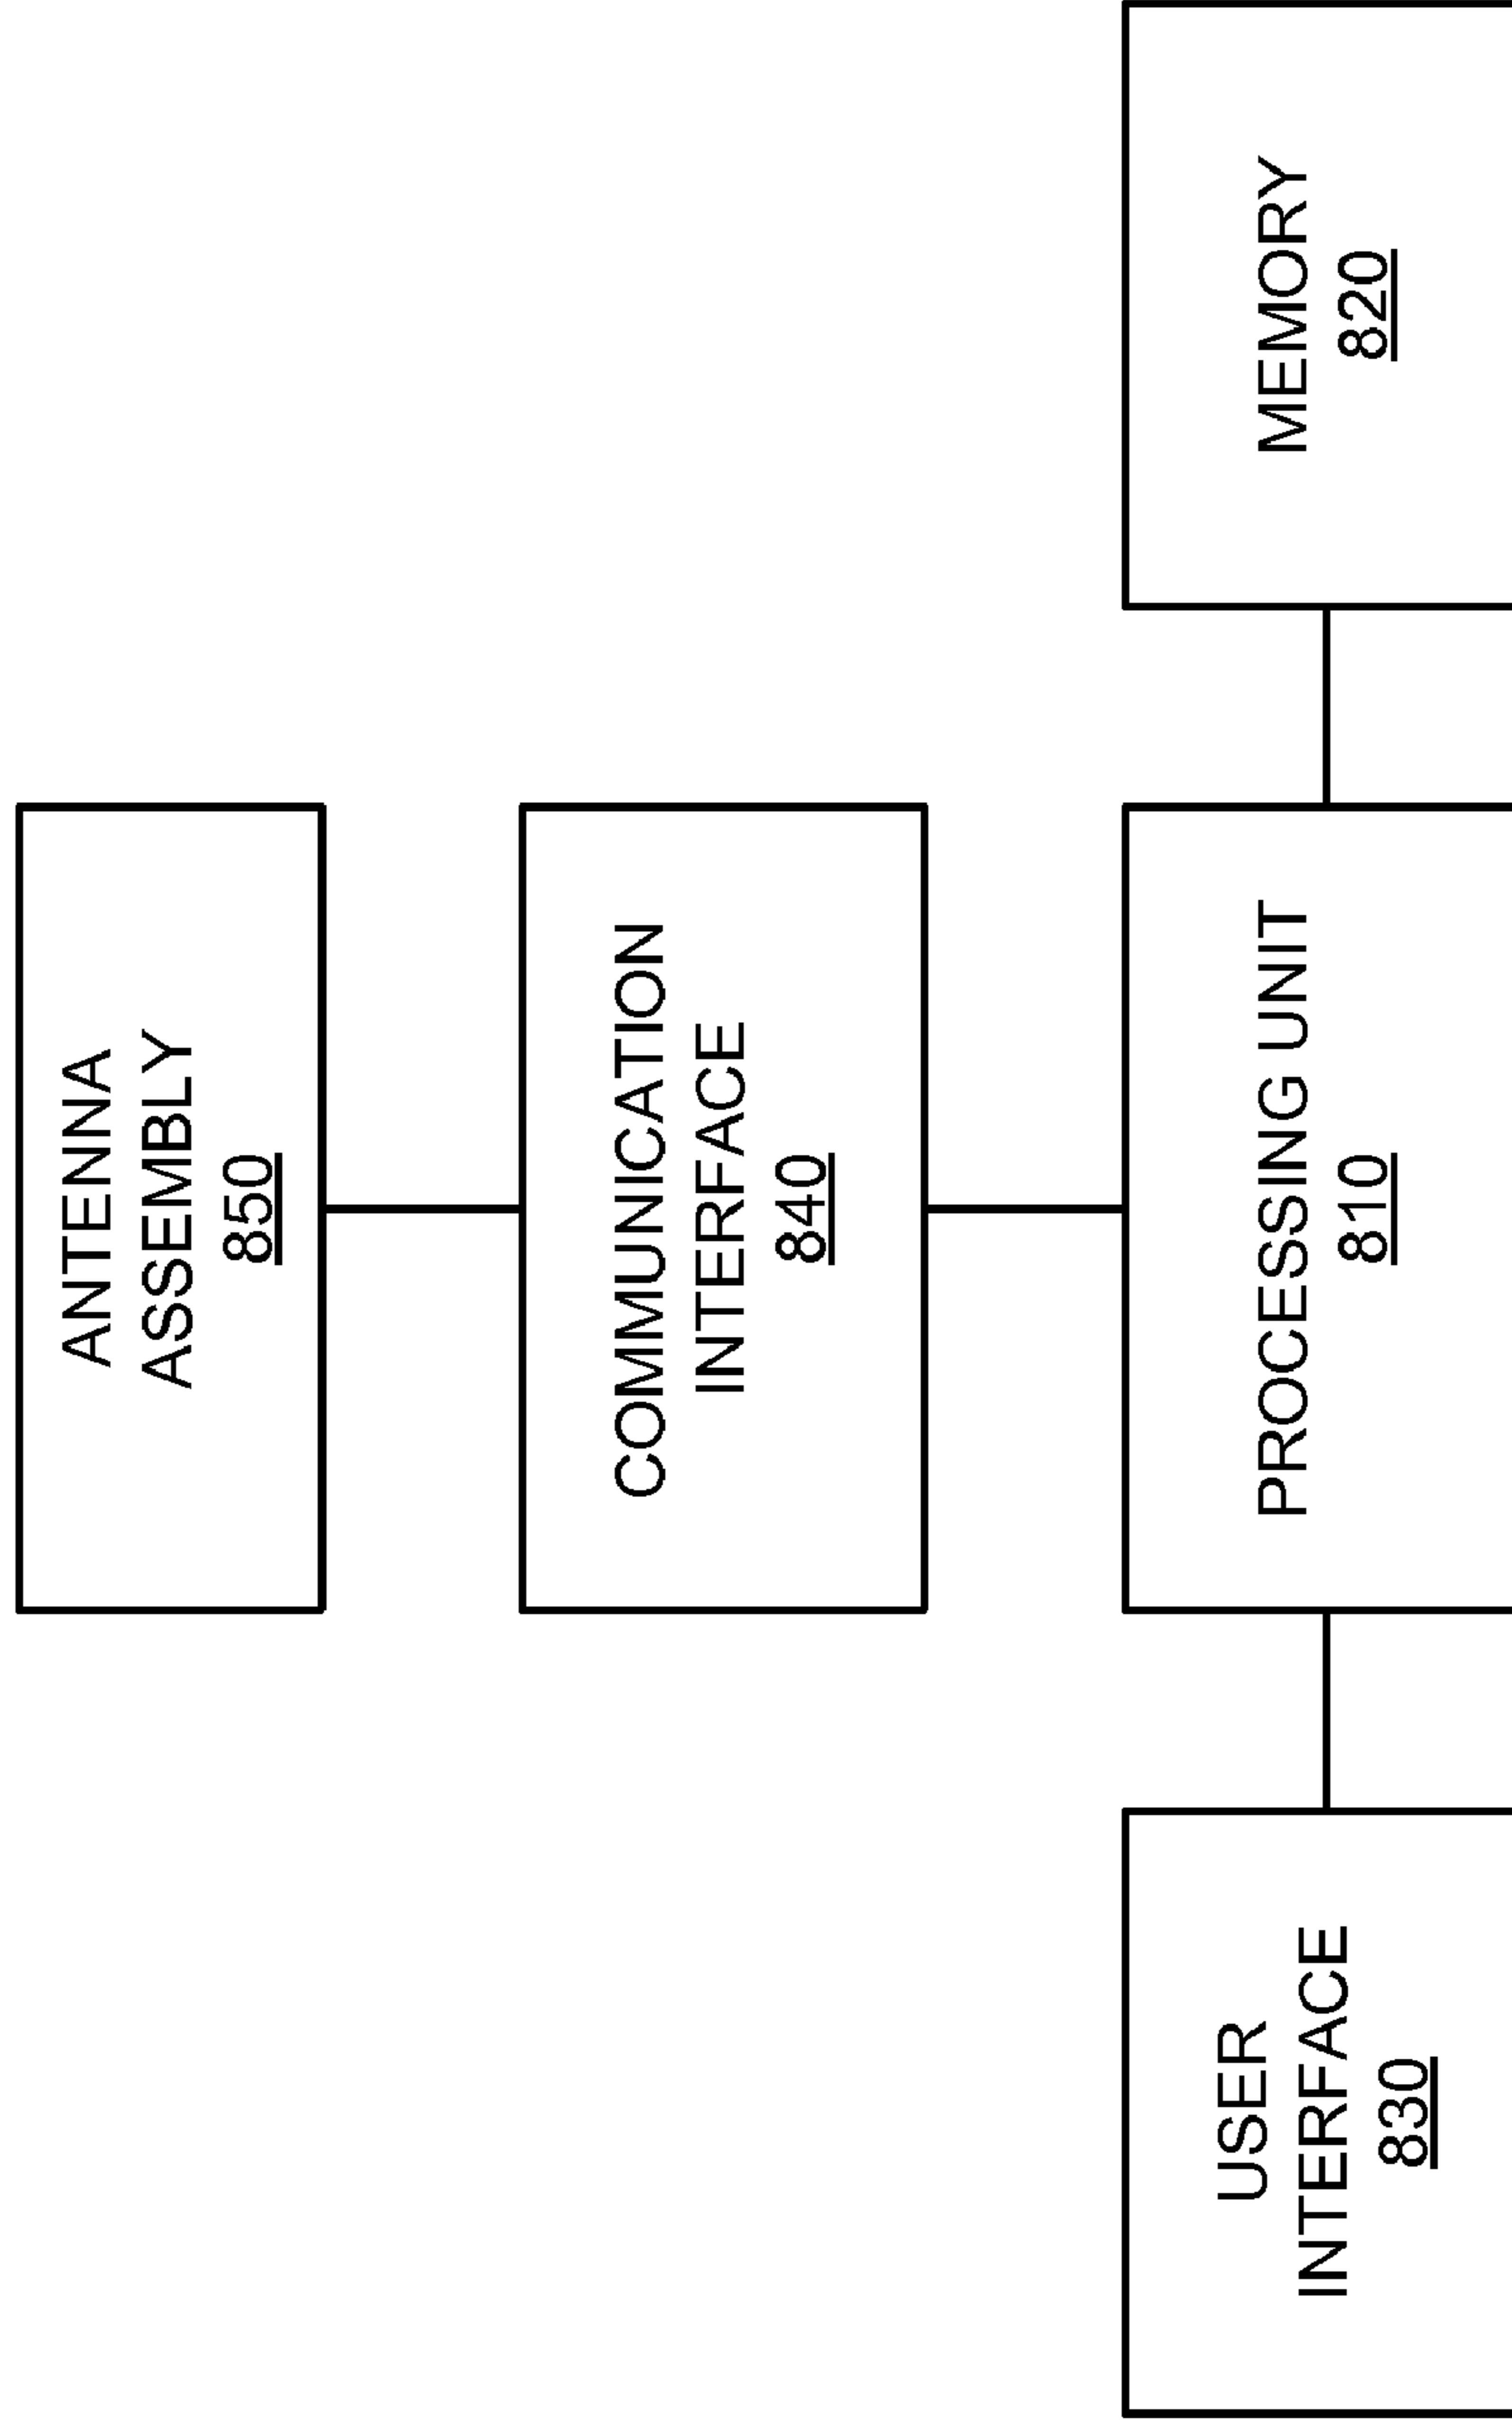 ANTENNA
ASSEMBLY
850
COMMUNICATION
INTERFACE
840
USER
INTERFACE
830
PROCESSING UNIT
810
MEMORY
820